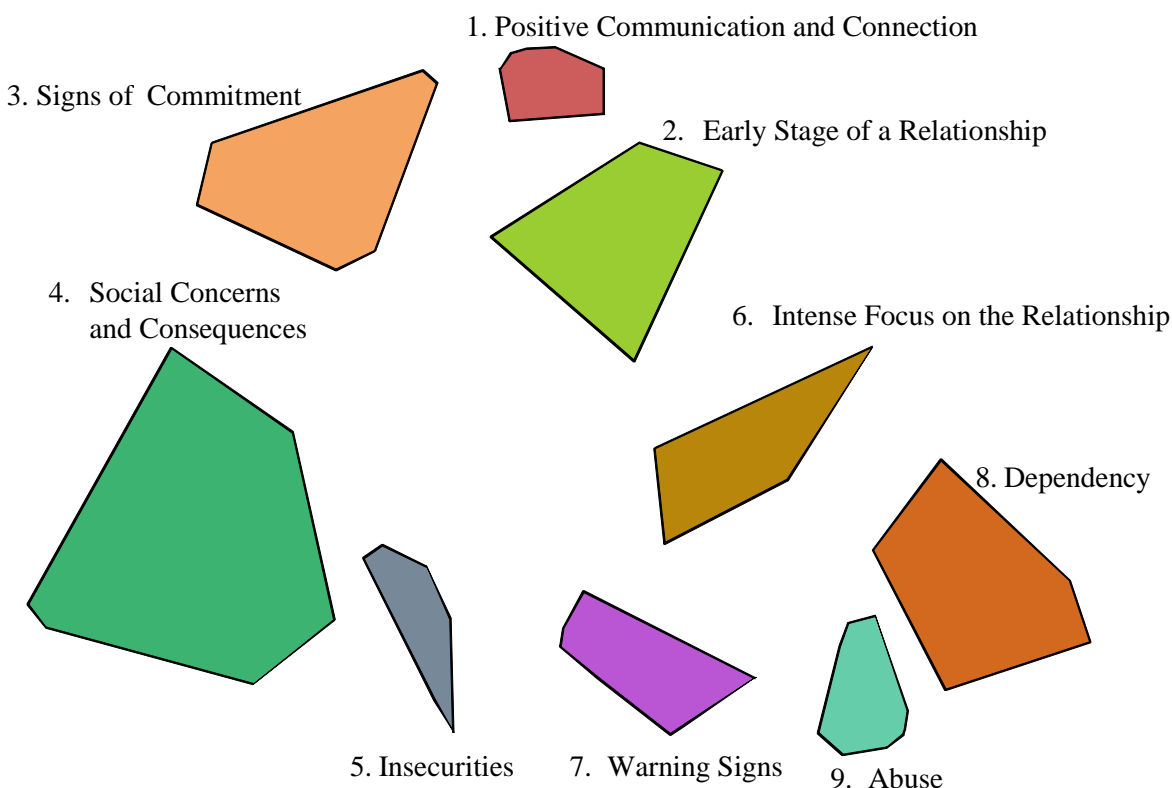 1. Positive Communication and Connection
3. Signs of Commitment
2. Early Stage of a Relationship
4. Social Concerns
and Consequences
6. Intense Focus on the Relationship
8. Dependency
5. Insecurities
7. Warning Signs
9. Abuse